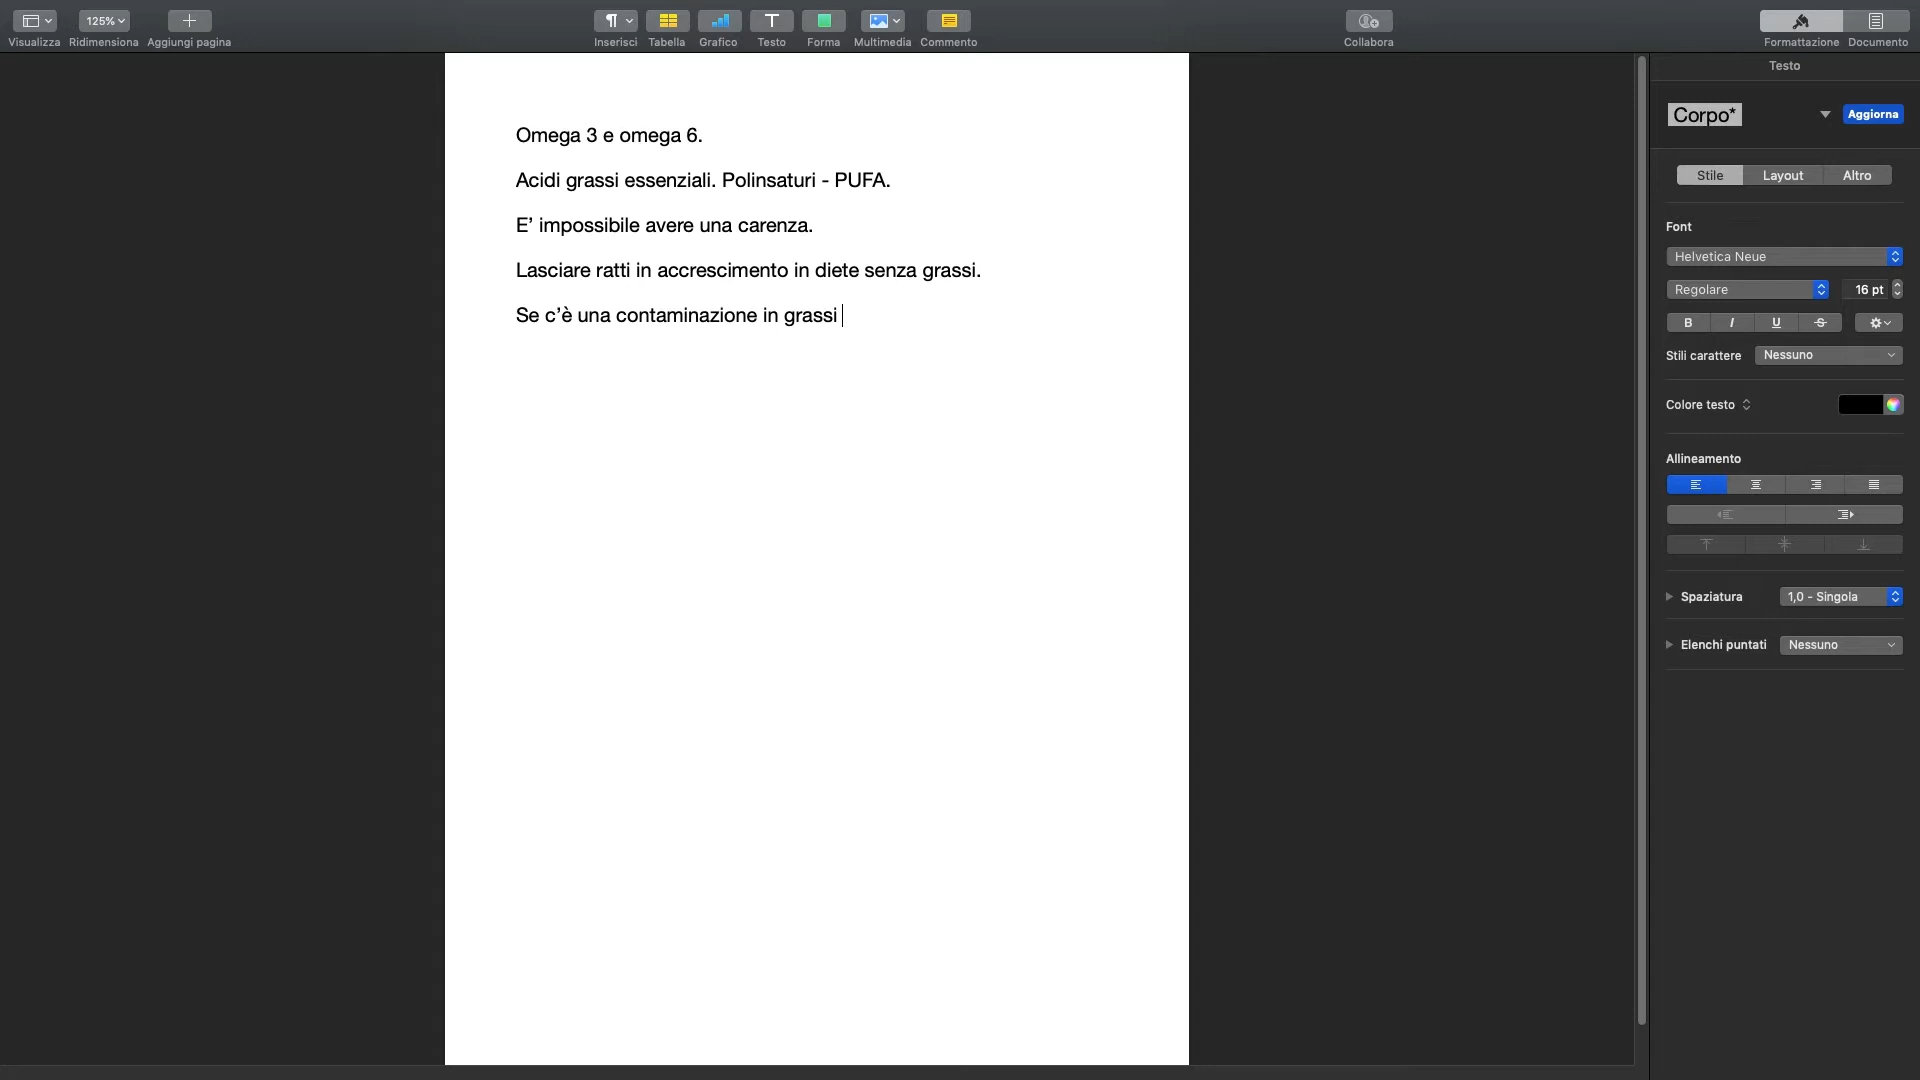 125%
Visualizza Ridimensiona Aggiungi pagina
Inserisci Tabella Grafico Testo Forma Multimedia Commento
Collabora
Formattazione Documento
Omega 3 e omega 6.
Acidi grassi essenziali. Polinsaturi - PUFA.
E’ impossibile avere una carenza.
Lasciare ratti in accrescimento in diete senza grassi.
Se c’è una contaminazione in grassi
Testo
Corpo* Aggiorna
Stile Layout Altro
Font
Helvetica Neue
Regolare 16 pt
B I U S
Stili carattere Nessuno
Colore testo
Allineamento
Spaziatura 1,0 - Singola
Elenchi puntati Nessuno